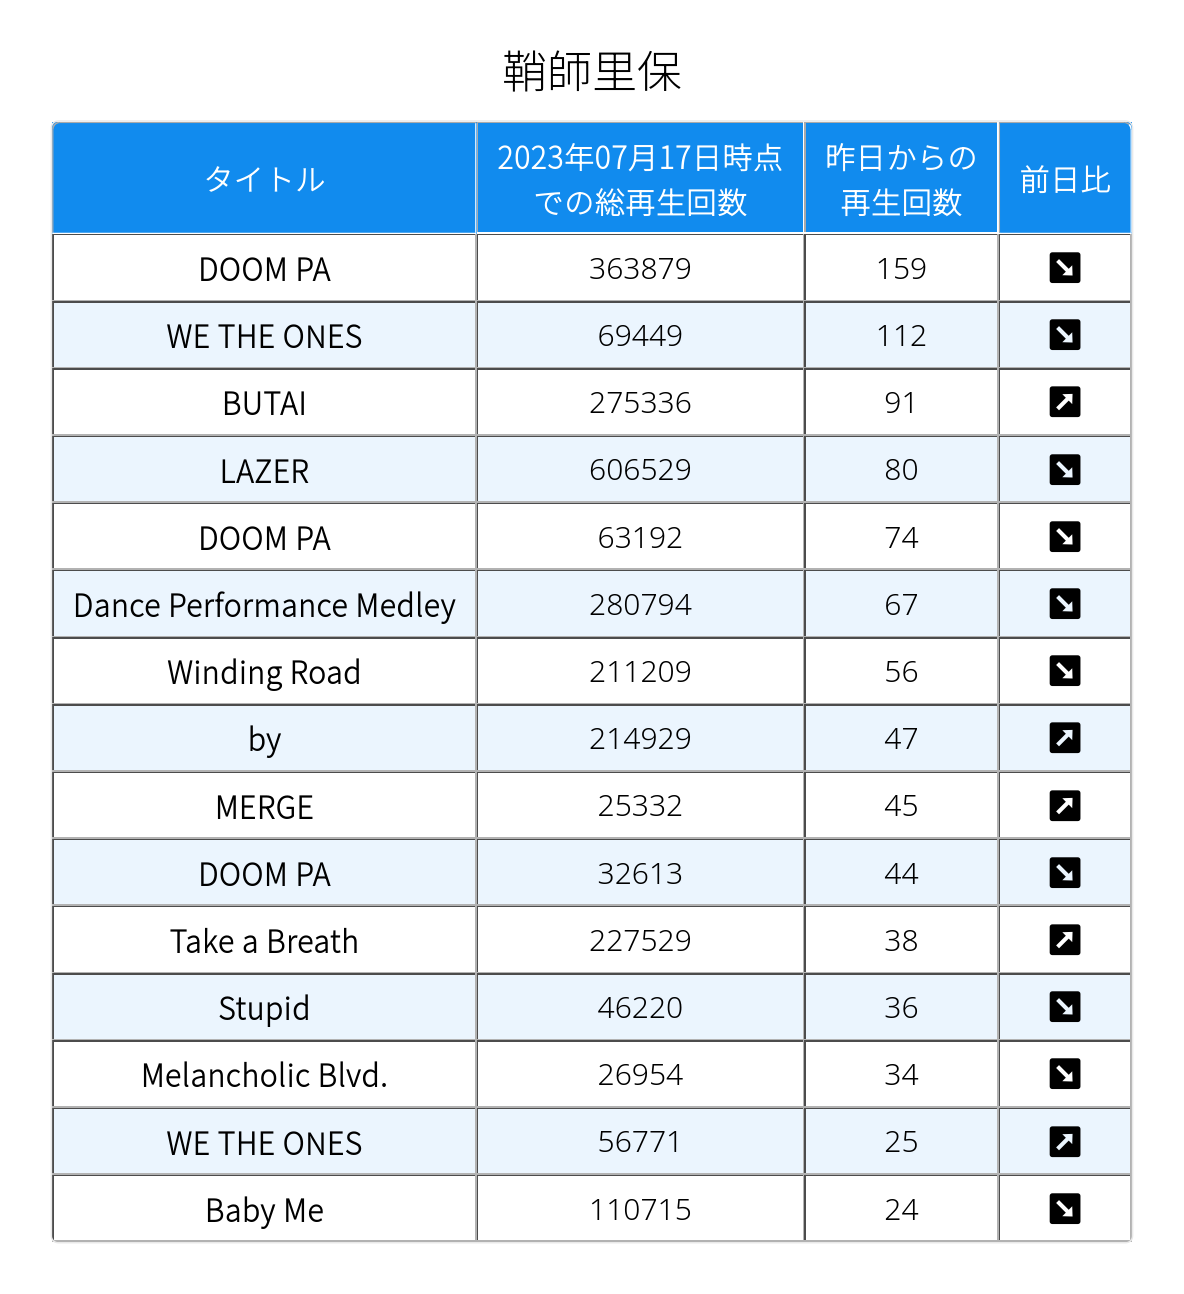 鞘師里保
タイトル 2023年07月17日時点での総再生回数 昨日からの再生回数 前日比
DOOM PA 363879 159 ↘
WE THE ONES 69449 112 ↘
BUTAI 275336 91 ↗
LAZER 606529 80 ↘
DOOM PA 63192 74 ↘
Dance Performance Medley 280794 67 ↘
Winding Road 211209 56 ↘
by 214929 47 ↗
MERGE 25332 45 ↗
DOOM PA 32613 44 ↘
Take a Breath 227529 38 ↗
Stupid 46220 36 ↘
Melancholic Blvd. 26954 34 ↘
WE THE ONES 56771 25 ↗
Baby Me 110715 24 ↘